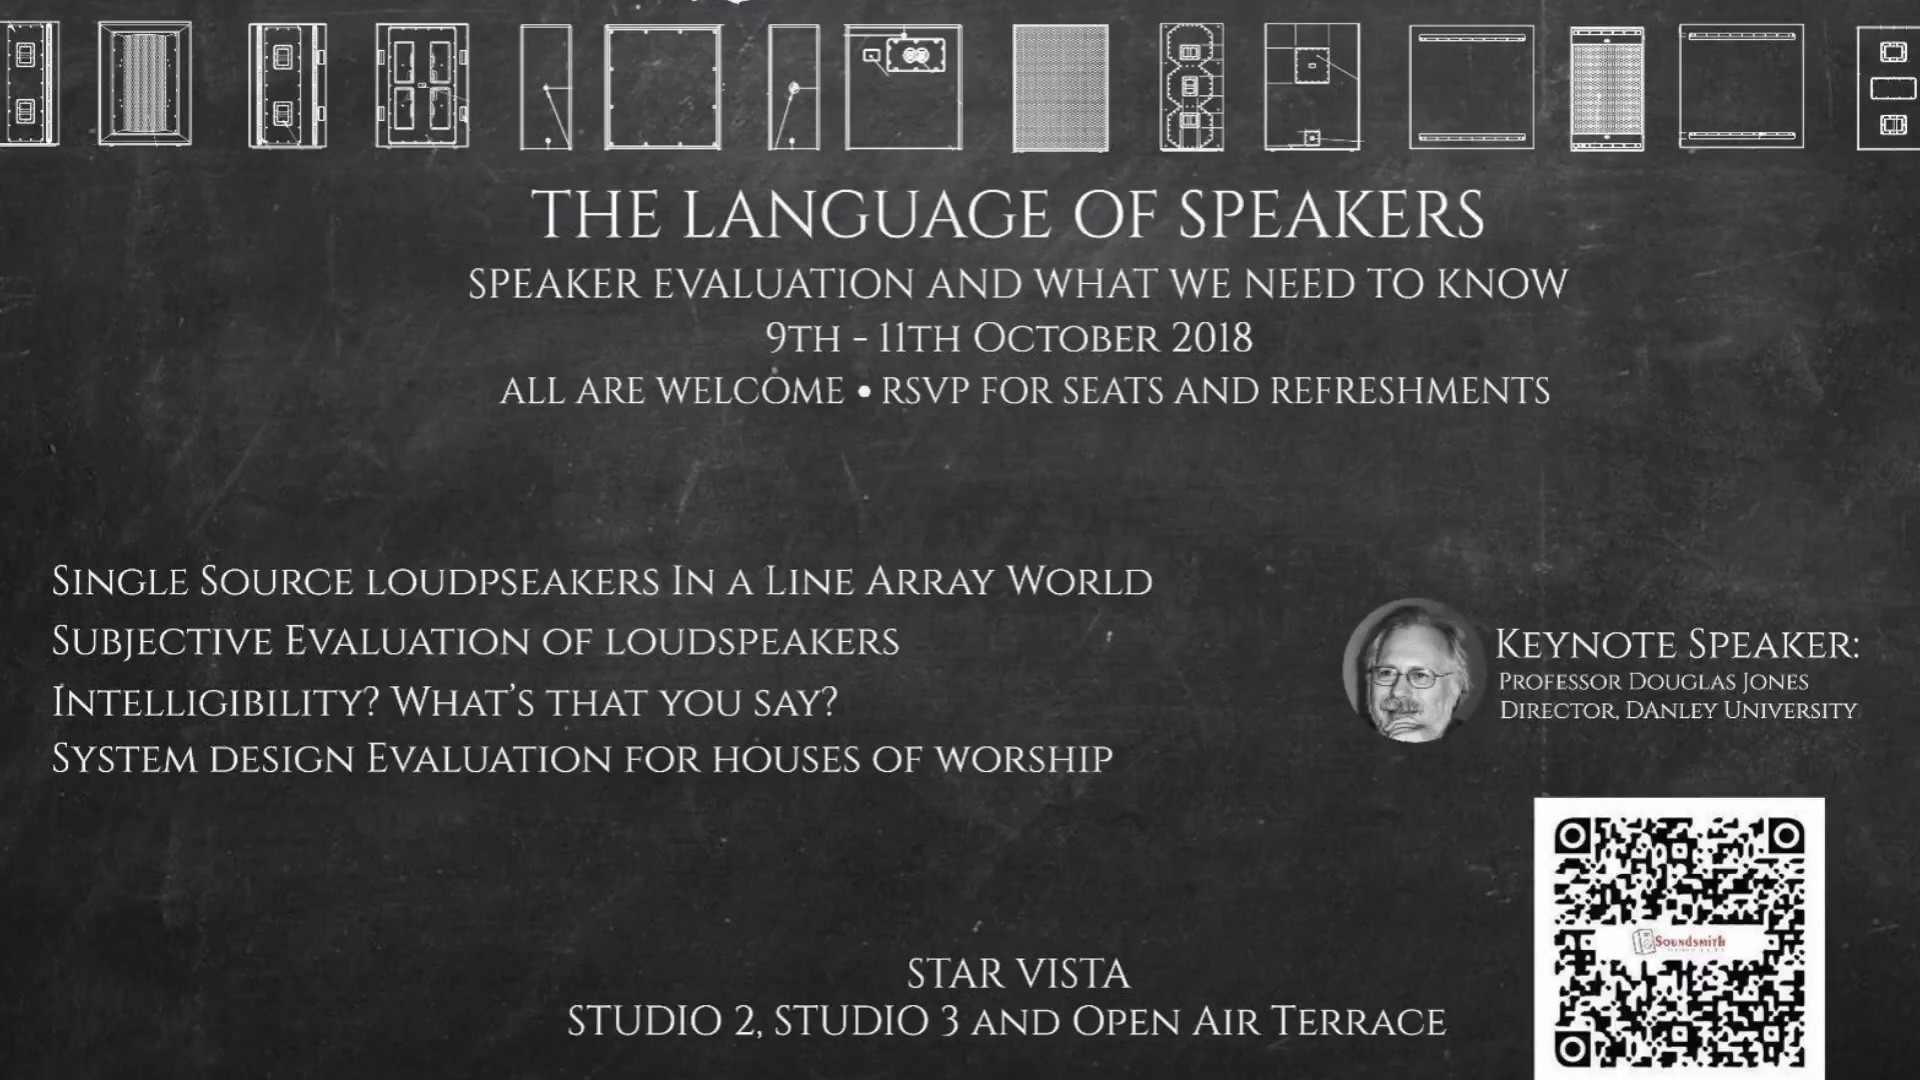 THE LANGUAGE OF SPEAKERS
SPEAKER EVALUATION AND WHAT WE NEED TO KNOW
9TH - 11TH OCTOBER 2018
ALL ARE WELCOME • RSVP FOR SEATS AND REFRESHMENTS
SINGLE SOURCE LOUDPSEAKERS IN A LINE ARRAY WORLD
SUBJECTIVE EVALUATION OF LOUDSPEAKERS
INTELLIGIBILITY? WHAT'S THAT YOU SAY?
SYSTEM DESIGN EVALUATION FOR HOUSES OF WORSHIP
KEYNOTE SPEAKER:
PROFESSOR DOUGLAS JONES
DIRECTOR, DANLEY UNIVERSITY
Soundsmith
STAR VISTA
STUDIO 2, STUDIO 3 AND OPEN AIR TERRACE